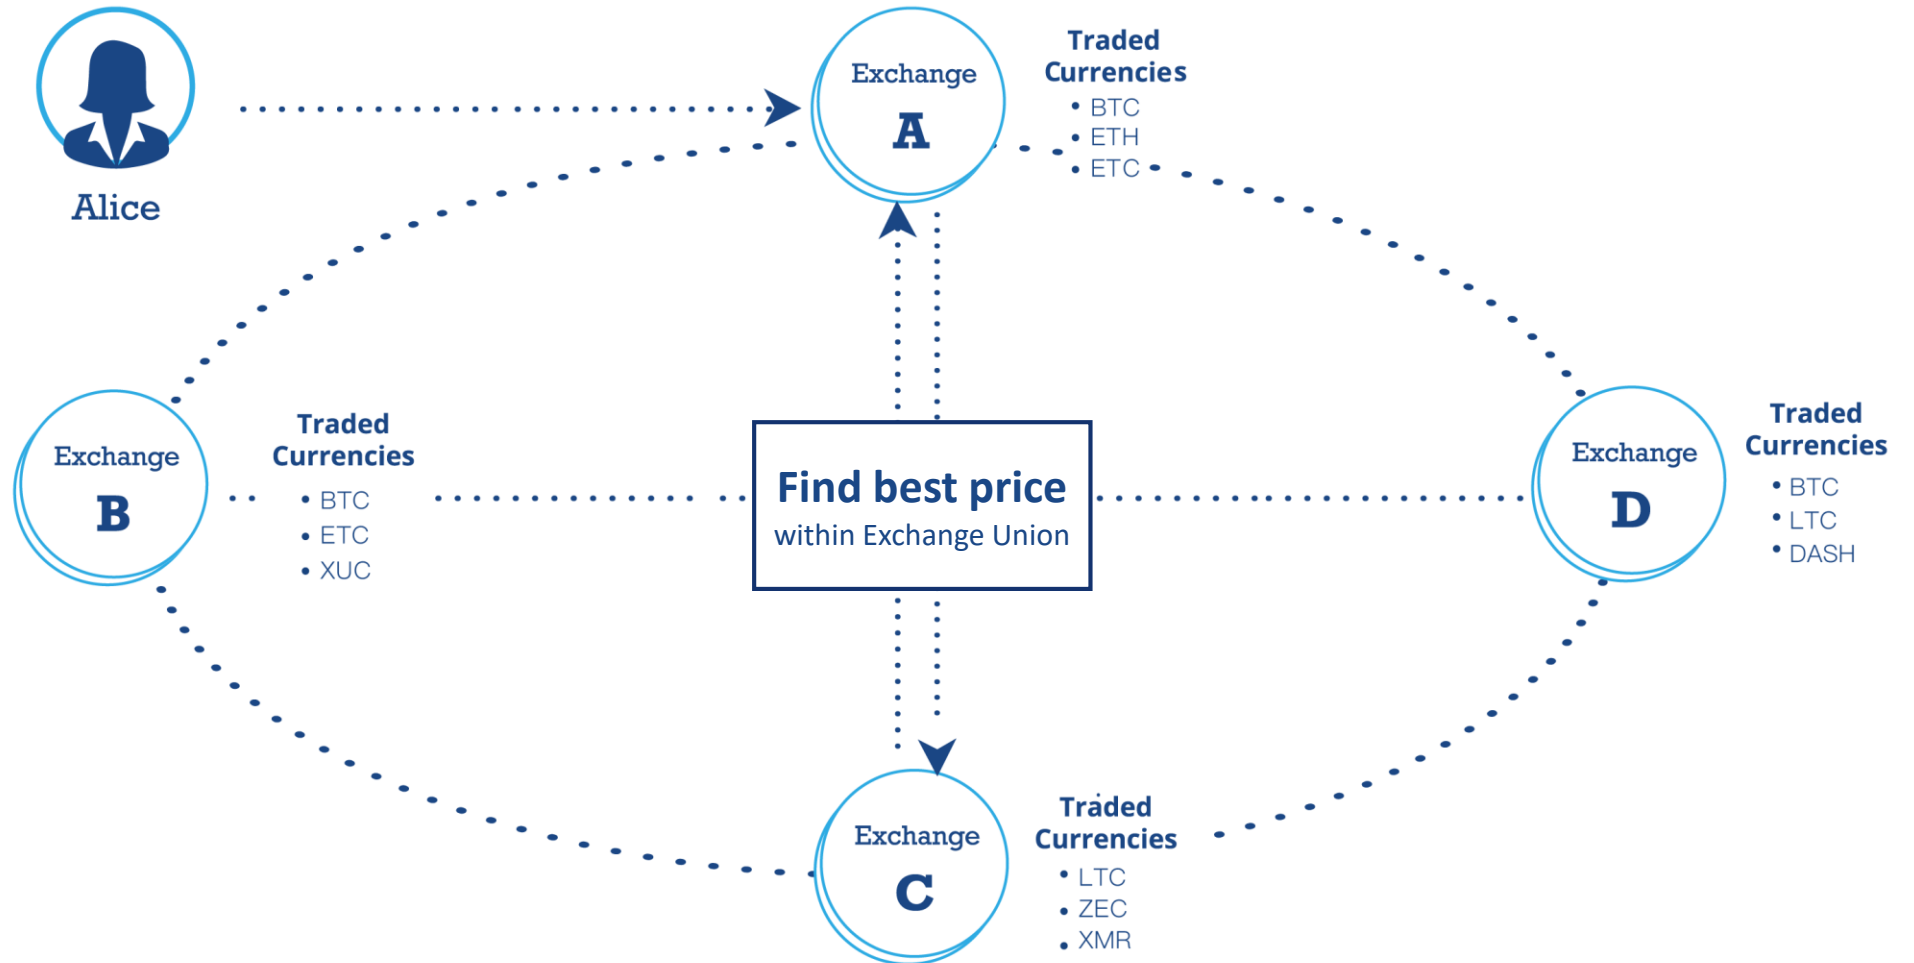 Alice
Exchange
A
Traded
Currencies
• BTC
• ETH
• ETC
Exchange
B
Traded
Currencies
• BTC
• ETC
• XUC
Find best price
within Exchange Union
Exchange
D
Traded
Currencies
• BTC
• LTC
• DASH
Exchange
C
Traded
Currencies
• LTC
• ZEC
• XMR